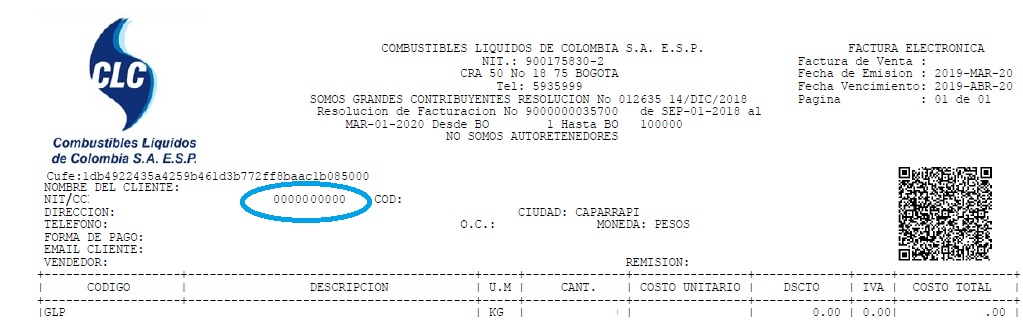 CLC
Combustibles Líquidos
de Colombia S.A. E.S.P.
COMBUSTIBLES LIQUIDOS DE COLOMBIA S.A. E.S.P.
NIT.: 900175830-2
CRA 50 No 18 75 BOGOTA
Tel: 5935999
SOMOS GRANDES CONTRIBUYENTES RESOLUCION No 012635 14/DIC/2018
Resolucion de Facturacion No 9000000035700 de SEP-01-2018 al
MAR-01-2020 Desde BO 1 Hasta BO 100000
NO SOMOS AUTORETENEDORES
FACTURA ELECTRONICA
Factura de Venta :
Fecha de Emision : 2019-MAR-20
Fecha Vencimiento: 2019-ABR-20
Pagina : 01 de 01
Cufe:1db4922435a4259b461d3b772ff8baac1b085000
NOMBRE DEL CLIENTE:
NIT/CC: 0000000000 COD:
DIRECCION: CIUDAD: CAPARRAPI
TELEFONO: O.C.: MONEDA: PESOS
FORMA DE PAGO:
EMAIL CLIENTE:
VENDEDOR: REMISION:
CODIGO | DESCRIPCION | U.M | CANT. | COSTO UNITARIO | DSCTO | IVA | COSTO TOTAL
GLP | KG | 0.00 | 0.00 | .00